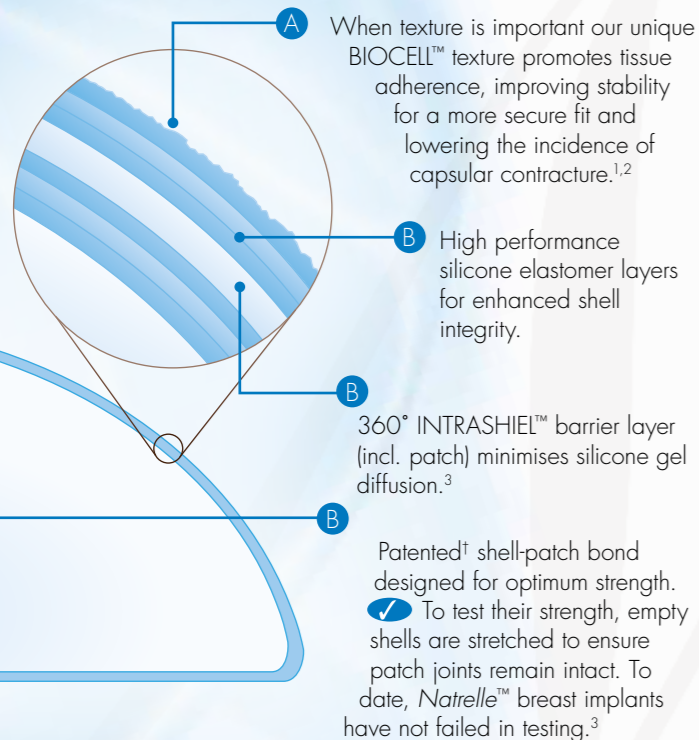 A
When texture is important our unique
BIOCELL™ texture promotes tissue
adherence, improving stability
for a more secure fit and
lowering the incidence of
capsular contracture.1,2
B
High performance
silicone elastomer layers
for enhanced shell
integrity.
B
360˚ INTRASHIEL™ barrier layer
(incl. patch) minimises silicone gel
diffusion.3
B
Patented† shell-patch bond
designed for optimum strength.
✓ To test their strength, empty
shells are stretched to ensure
patch joints remain intact. To
date, Natrelle™ breast implants
have not failed in testing.3